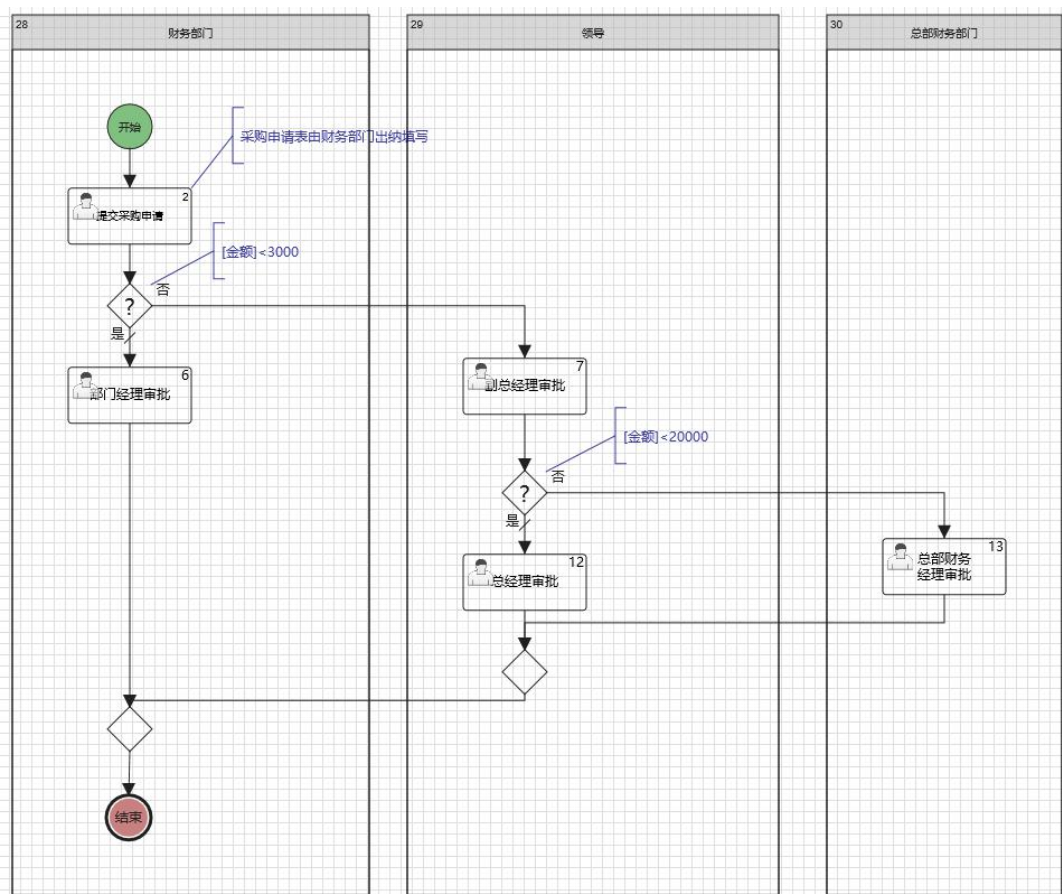 28
财务部门
29
领导
30
总部财务部门
开始
采购申请表由财务部门出纳填写
2
提交采购申请
[金额]<3000
否
?
是
6
部门经理审批
7
副总经理审批
[金额]<20000
否
?
是
12
总经理审批
13
总部财务
经理审批
结束